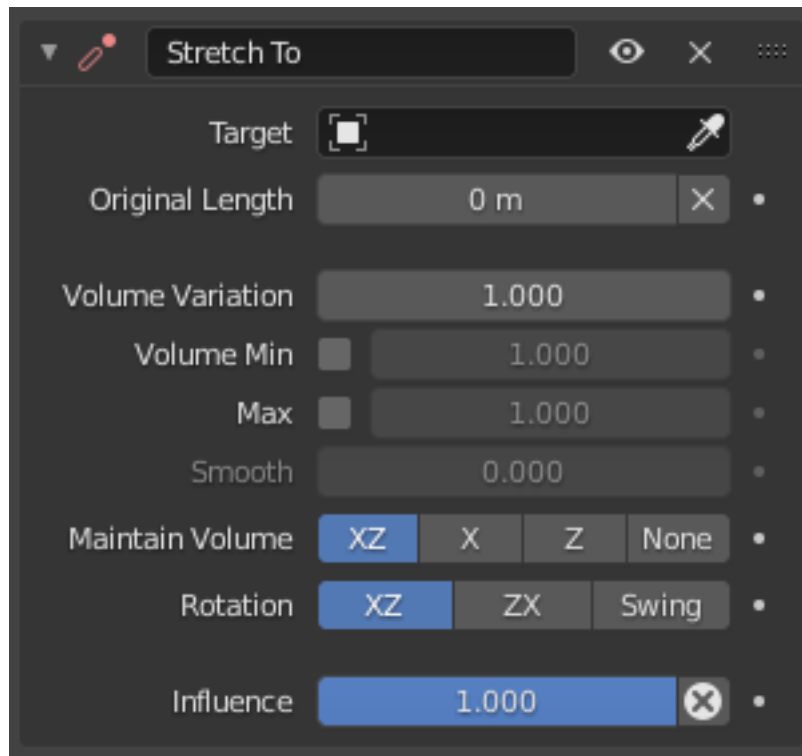 Stretch To
Target
Original Length 0 m
Volume Variation 1.000
Volume Min 1.000
Max 1.000
Smooth 0.000
Maintain Volume XZ X Z None
Rotation XZ ZX Swing
Influence 1.000